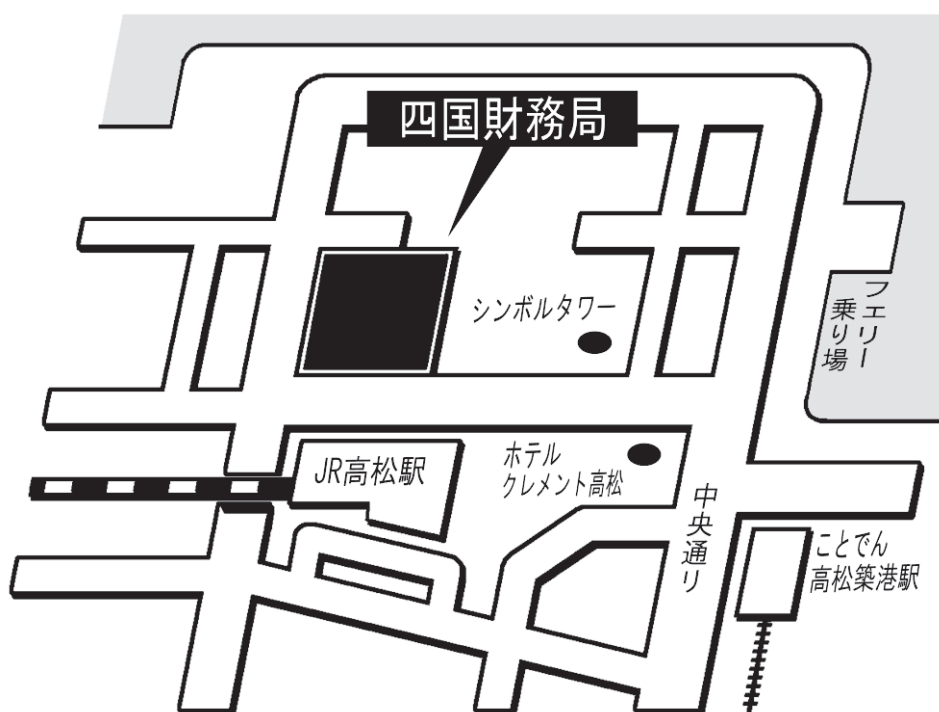 四国財務局
シンボルタワー
フェリー
乗り場
JR高松駅
ホテル
クレメント高松
中央通り
ことでん
高松築港駅